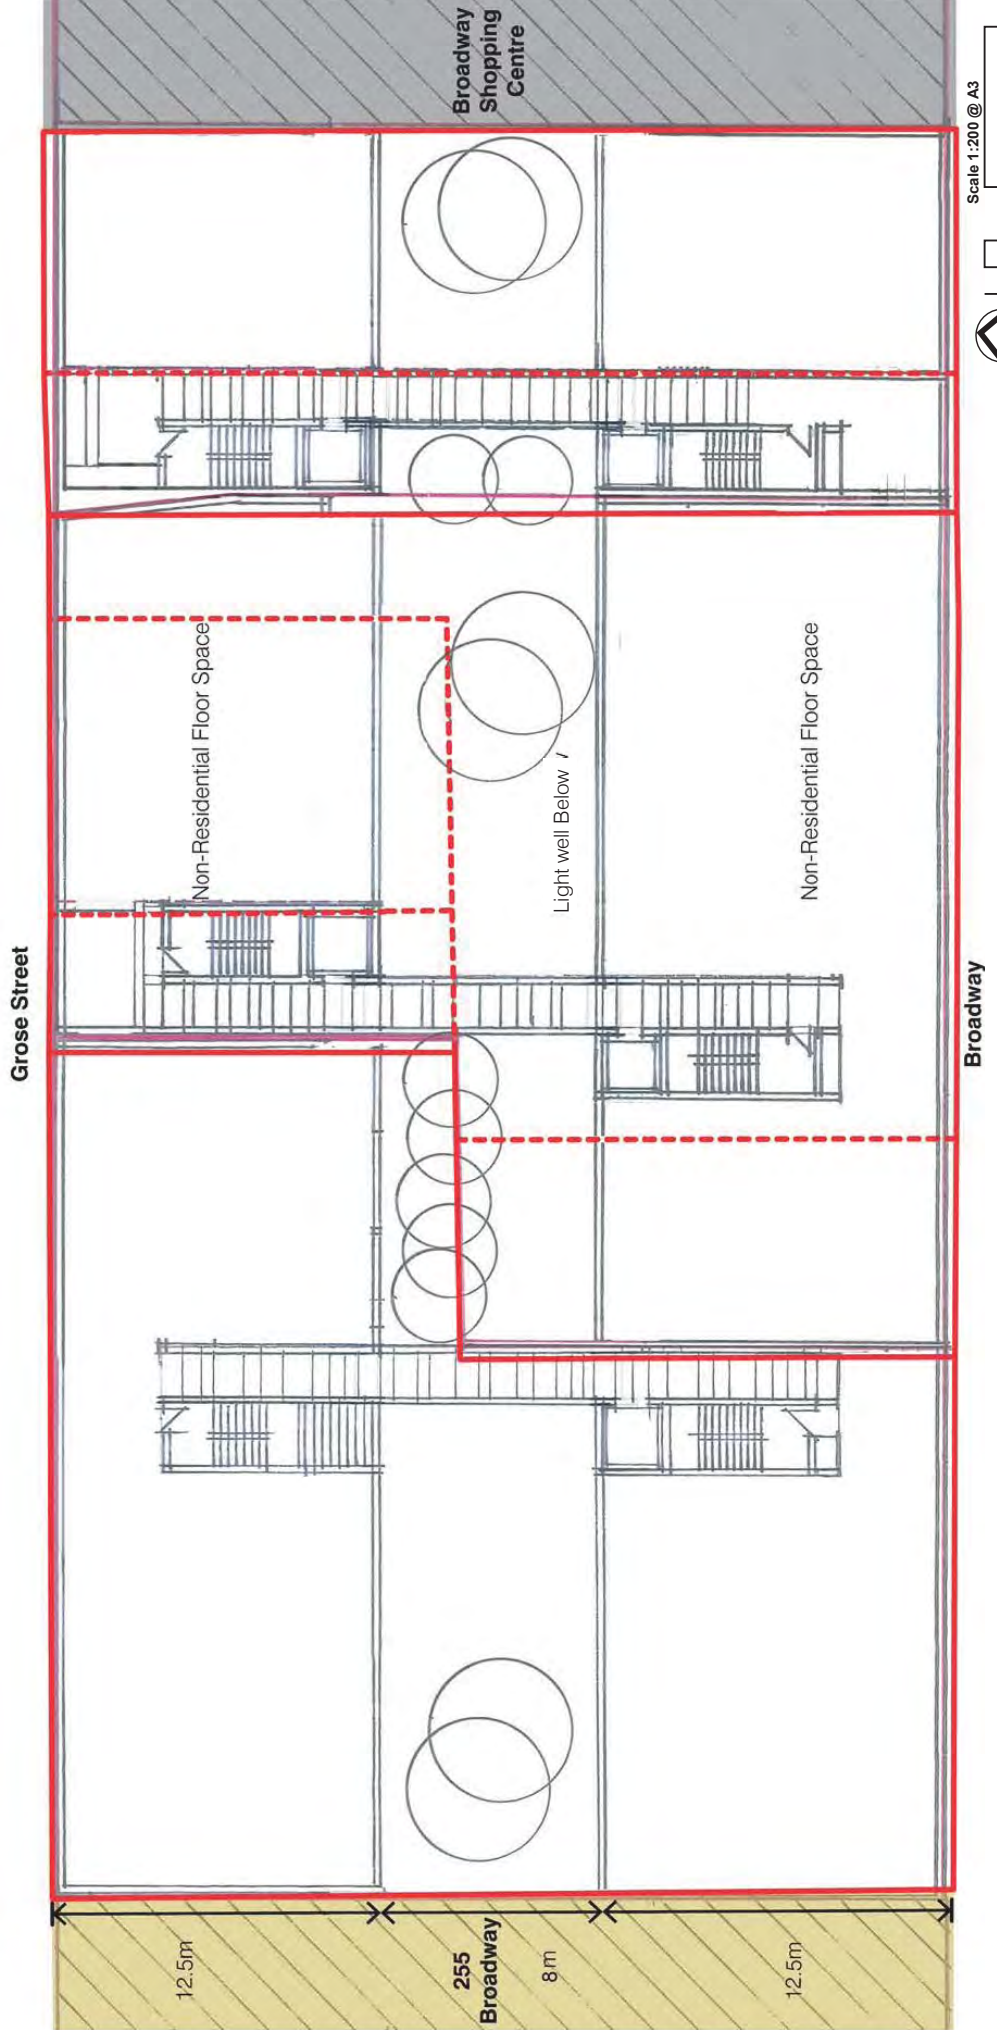 Grose Street
Broadway
Shopping
Centre
Non-Residential Floor Space
Light well Below
Non-Residential Floor Space
12.5m
255
Broadway
8m
12.5m
Broadway
Scale 1:200 @ A3